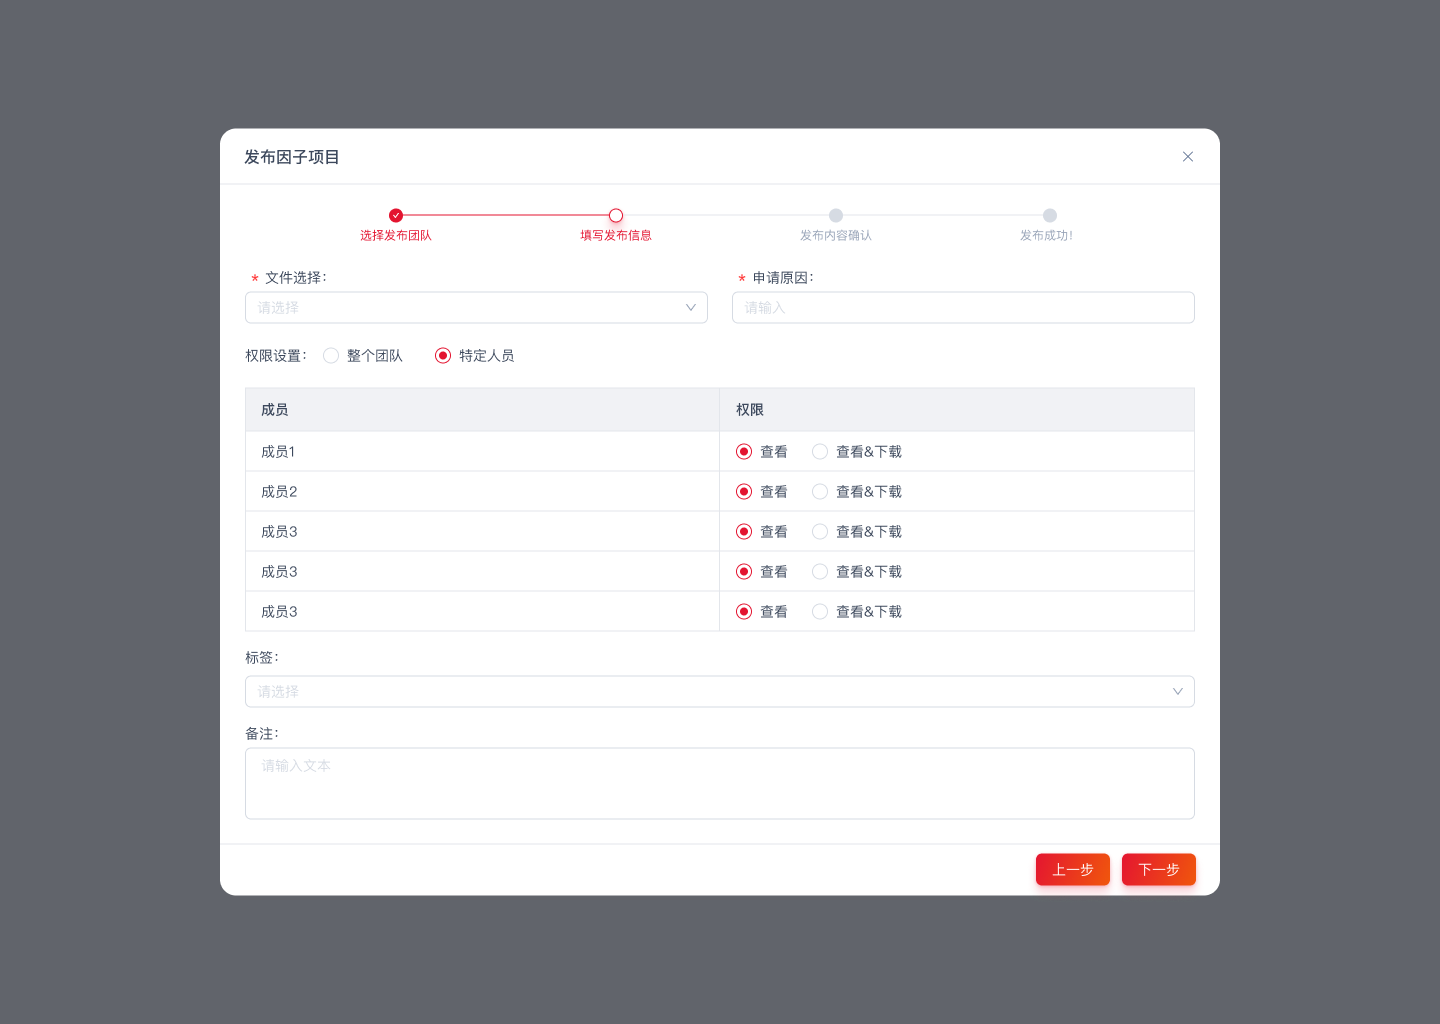 发布因子项目
选择发布团队 填写发布信息 发布内容确认 发布成功！
* 文件选择： * 申请原因：
请选择 请输入
权限设置： 整个团队 特定人员
成员 权限
成员1 查看 查看&下载
成员2 查看 查看&下载
成员3 查看 查看&下载
成员3 查看 查看&下载
成员3 查看 查看&下载
标签：
请选择
备注：
请输入文本
上一步 下一步